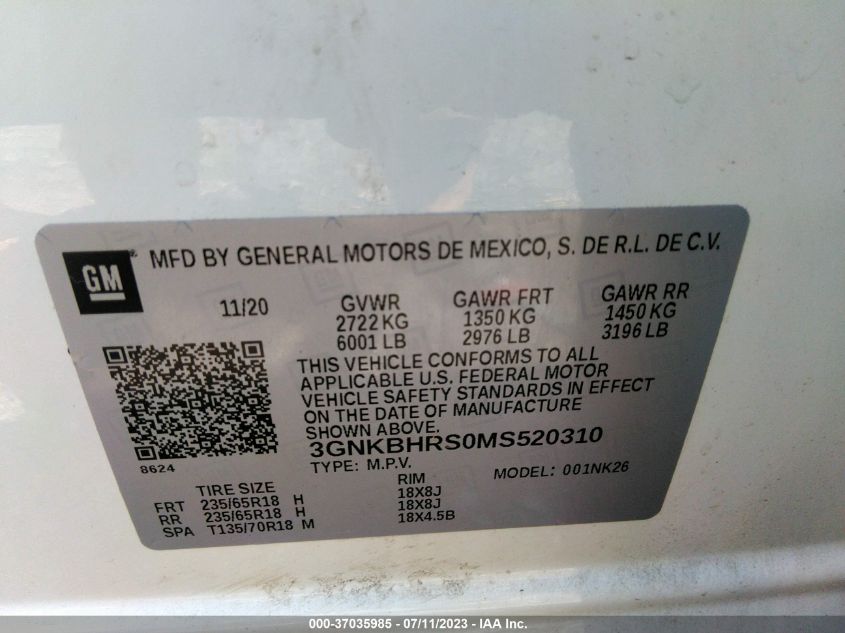 GM
MFD BY GENERAL MOTORS DE MEXICO, S. DE R.L. DE C.V.
11/20 GVWR GAWR FRT GAWR RR
2722 KG 1350 KG 1450 KG
6001 LB 2976 LB 3196 LB
THIS VEHICLE CONFORMS TO ALL
APPLICABLE U.S. FEDERAL MOTOR
VEHICLE SAFETY STANDARDS IN EFFECT
ON THE DATE OF MANUFACTURE
SHOWN ABOVE.
3GNKBHRS0MS520310
8624
TYPE: M.P.V. MODEL: 001NK26
TIRE SIZE RIM
FRT 235/65R18 H 18X8J
RR 235/65R18 H 18X8J
SPA T135/70R18 M 18X4.5B
000-37035985 - 07/11/2023 - IAA Inc.